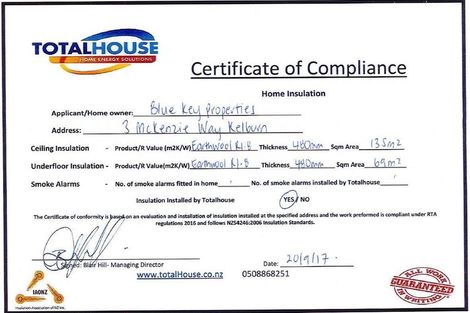 TOTALHOUSE
HOME ENERGY SOLUTIONS
Certificate of Compliance
Home Insulation
Applicant/Home owner: Blue Key Properties
Address: 3 McKenzie Way Kelburn
Ceiling Insulation - Product/R Value (m2K/W) Earthwool R1.8 Thickness 480mm Sqm Area 135m2
Underfloor Insulation - Product/R Value(m2K/W) Earthwool R1.8 Thickness 480mm Sqm Area 69m2
Smoke Alarms - No. of smoke alarms fitted in home No. of smoke alarms installed by Totalhouse
Insulation Installed by Totalhouse YES/ NO
The Certificate of conformity is based on an evaluation and installation of insulation installed at the specified address and the work preformed is compliant under RTA
regulations 2016 and follows NZS4246:2006 Insulation Standards.
Signed: Blair Hill- Managing Director
Date: 20/9/17.
www.totalHouse.co.nz 0508868251
IAONZ
Insulation Association of NZ Inc.
ALL WORK
GUARANTEED
IN WRITING